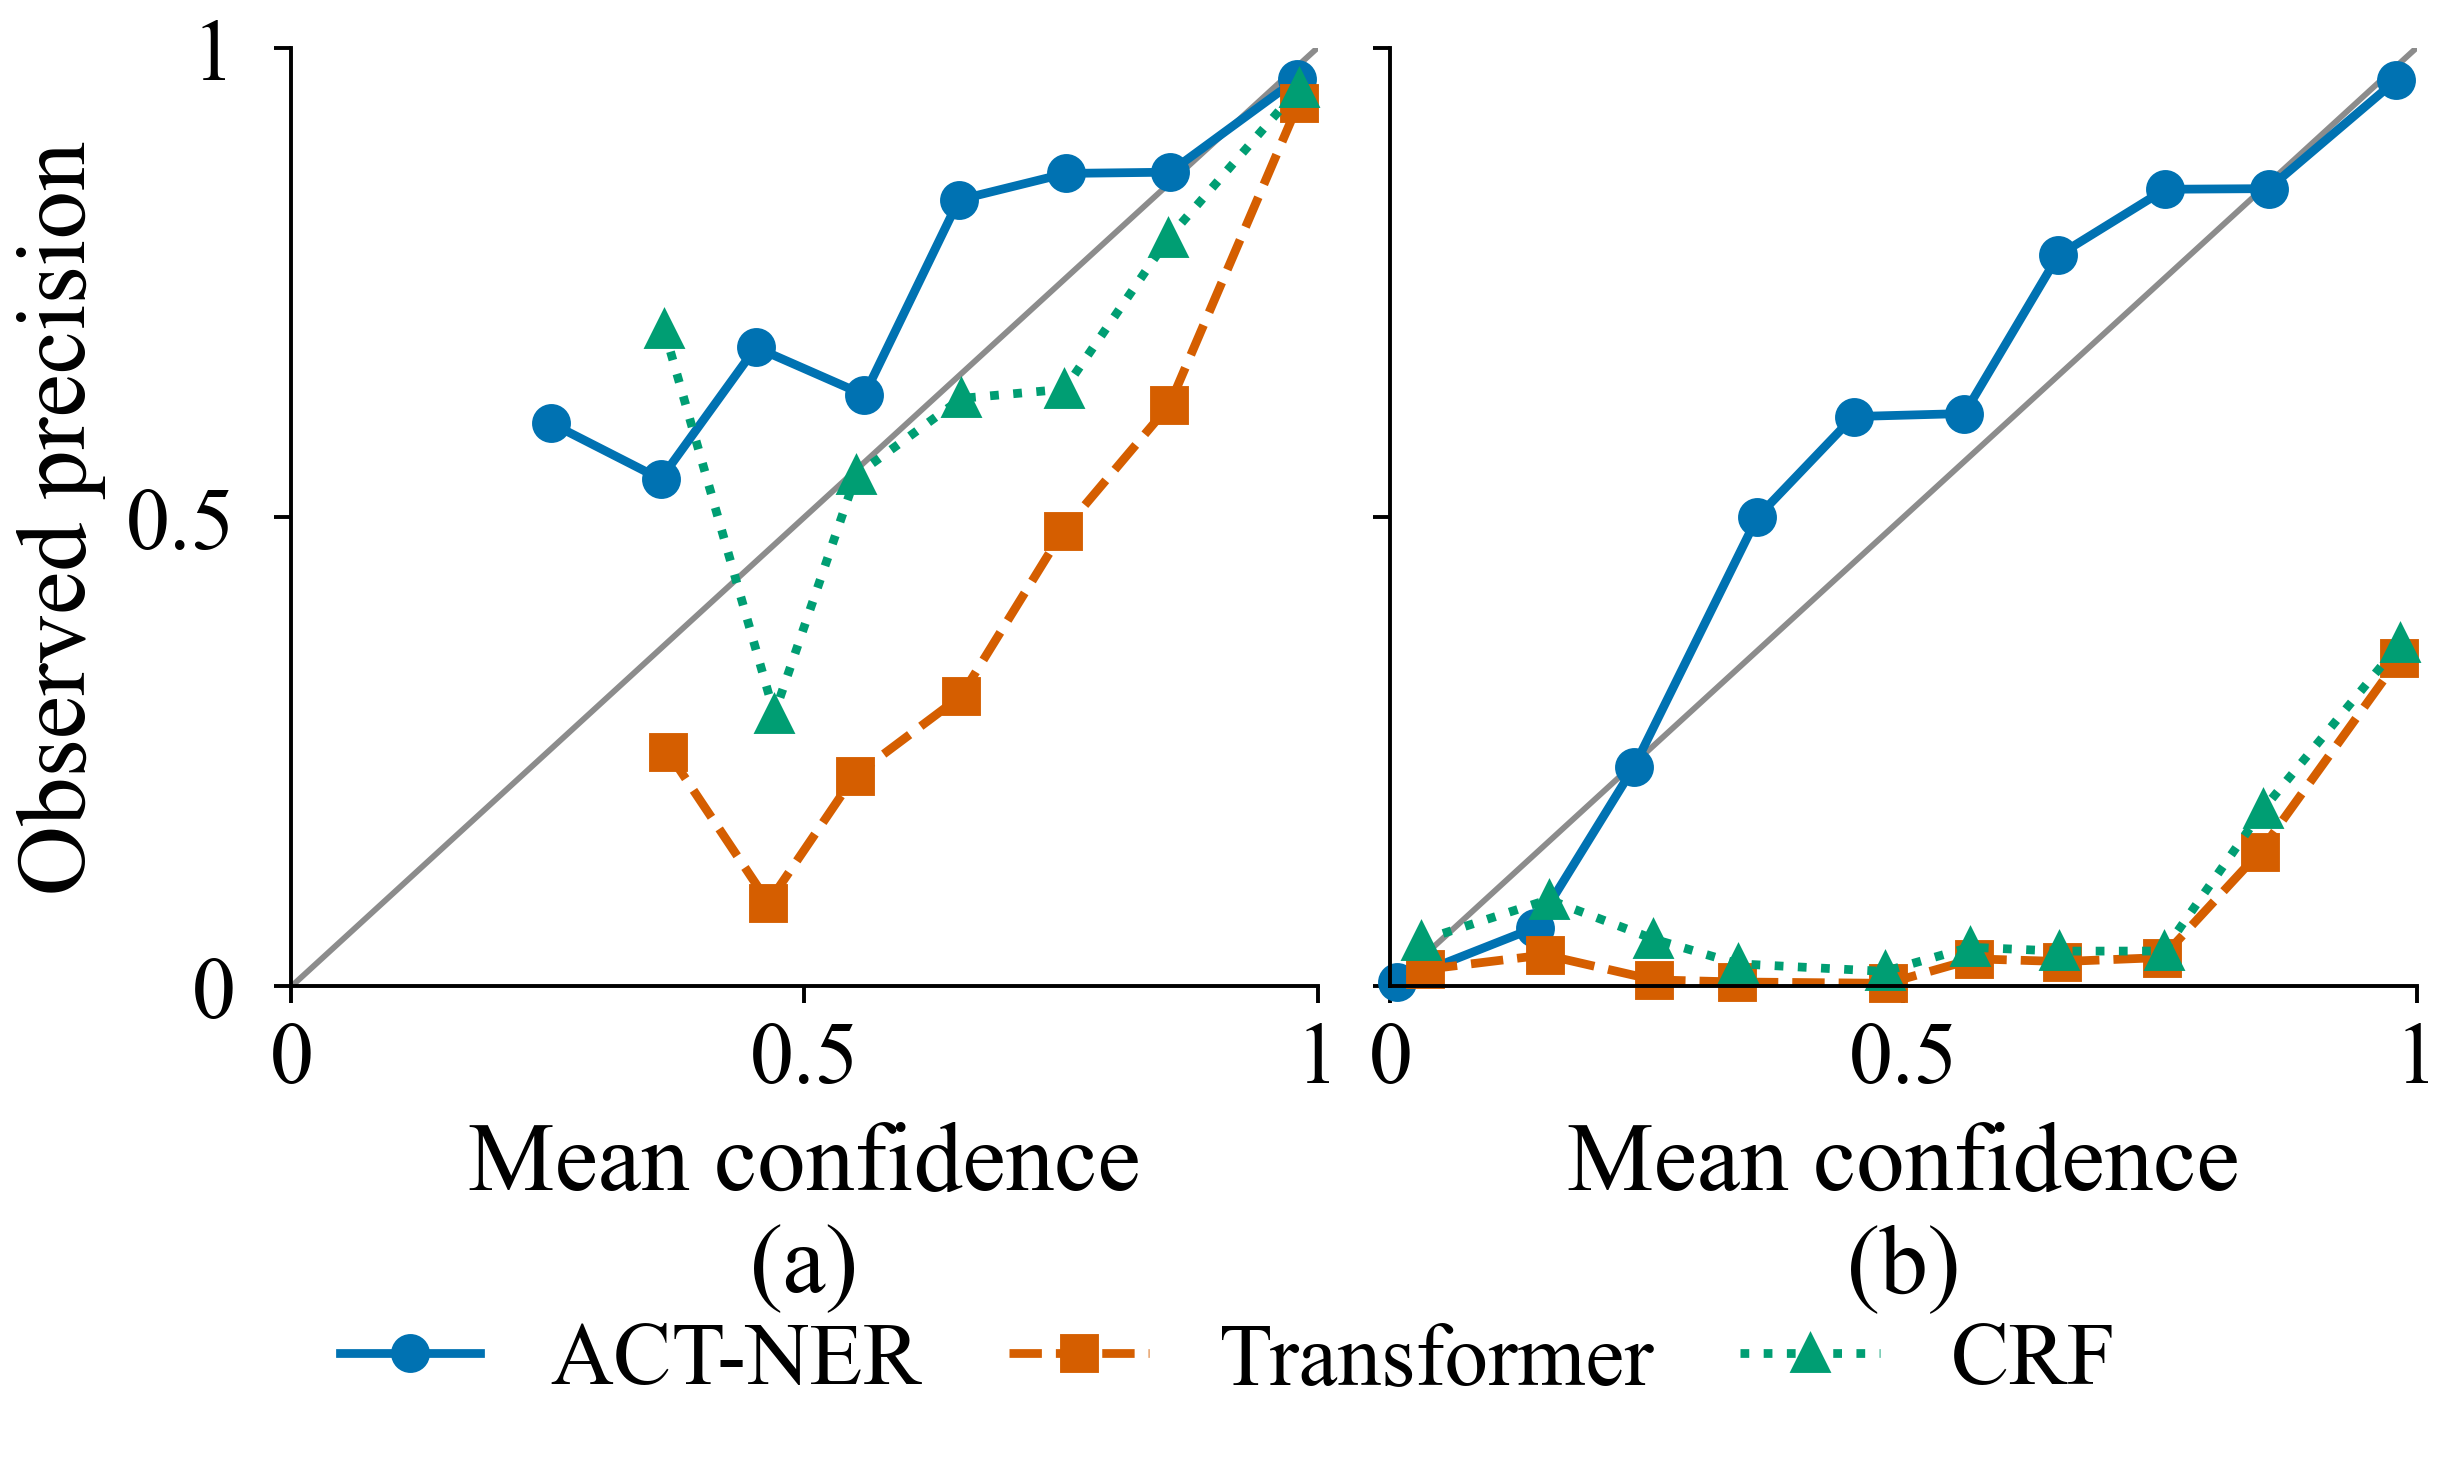 Observed precision
1
0.5
0
0 0.5 1
0 0.5 1
Mean confidence
Mean confidence
(a)
(b)
ACT-NER Transformer CRF